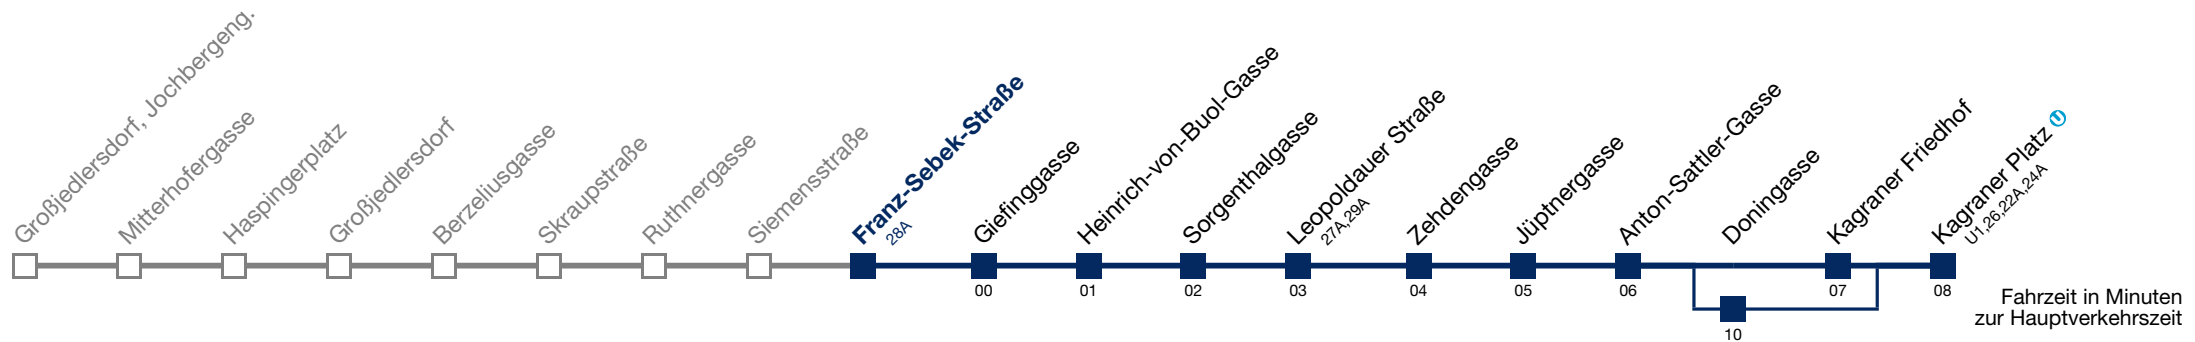 Großjedlersdorf, Jochbergeng.
Mitterhofergasse
Haspingerplatz
Großjedlersdorf
Berzeliusgasse
Skraupstraße
Ruthnergasse
Siemensstraße
Franz-Sebek-Straße
28A
Giefinggasse
Heinrich-von-Buol-Gasse
Sorgenthalgasse
Leopoldauer Straße
27A,29A
Zehdengasse
Jüptnergasse
Anton-Sattler-Gasse
Doningasse
Kagraner Friedhof
Kagraner Platz U
U1,26,22A,24A
00 01 02 03 04 05 06 07 08
10
Fahrzeit in Minuten
zur Hauptverkehrszeit